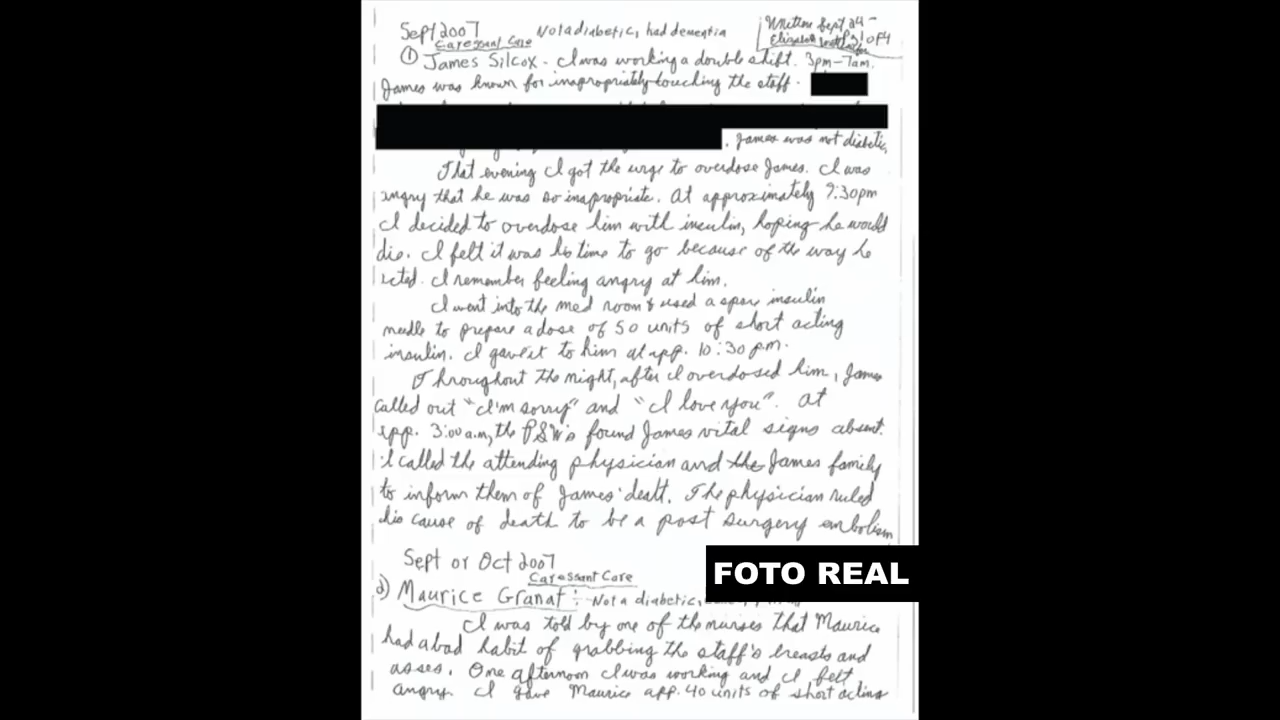 Sept 2007 Not a diabetic, had dementia
Written Sept 24 -
Elizabeth Wettlaufer
Pg 1 of 4
Caressant Care
① James Silcox - I was working a double shift. 3pm-7am.
James was known for inapropriately touching the staff.
. James was not diabetic,
That evening I got the urge to overdose James. I was
angry that he was so inapropriate. At approximately 9:30pm
I decided to overdose him with insulin, hoping he would
die. I felt it was his time to go because of the way he
acted. I remember feeling angry at him.
I went into the med room & used a spare insulin
needle to prepare a dose of 50 units of short acting
insulin. I gave it to him at app. 10:30 pm.
Throughout the night, after I overdosed him, James
called out "I'm sorry" and "I love you". At
app. 3:00 a.m, the PSW's found James vital signs absent.
I called the attending physician and the James family
to inform them of James' death. The physician ruled
his cause of death to be a post surgery embolism
Sept or Oct 2007
Caressant Care
2) Maurice Granat: Not a diabetic,
FOTO REAL
I was told by one of the nurses that Maurice
had a bad habit of grabbing the staff's breasts and
asses. One afternoon I was working and I felt
angry. I gave Maurice app. 40 units of short acting